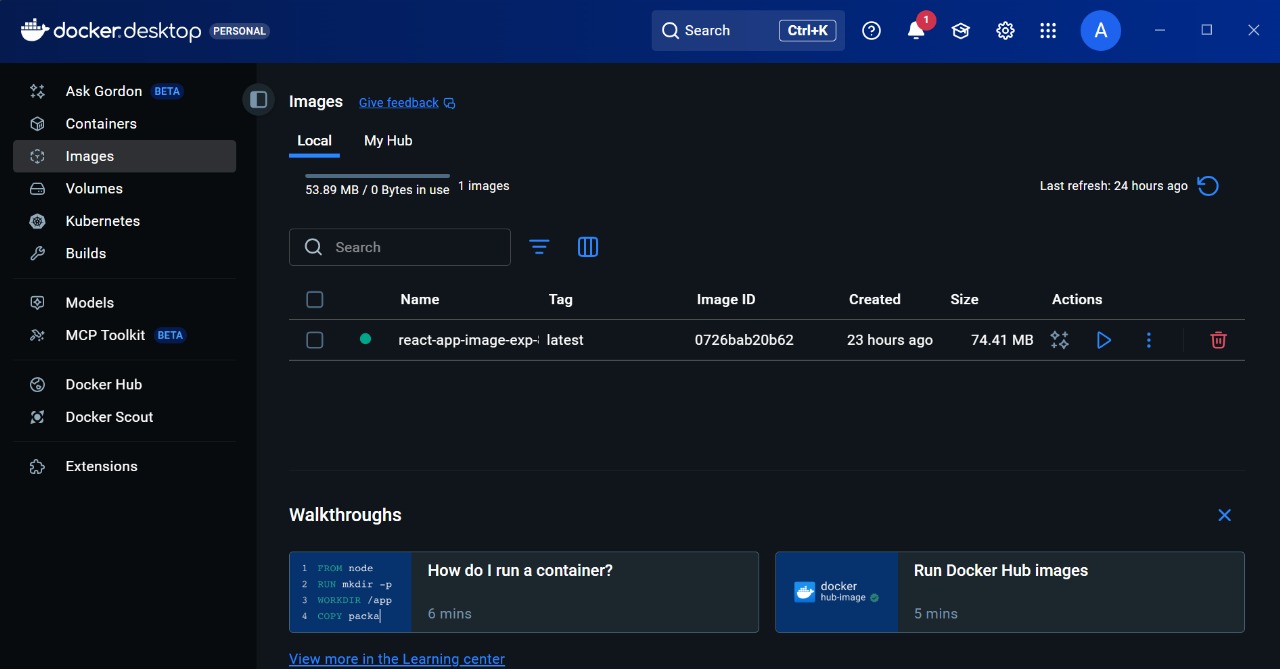 docker.desktop PERSONAL Search Ctrl+K 1 A
Ask Gordon BETA
Containers
Images
Volumes
Kubernetes
Builds
Models
MCP Toolkit BETA
Docker Hub
Docker Scout
Extensions
Images Give feedback
Local My Hub
53.89 MB / 0 Bytes in use 1 images Last refresh: 24 hours ago
Search
Name Tag Image ID Created Size Actions
react-app-image-exp- latest 0726bab20b62 23 hours ago 74.41 MB
Walkthroughs
1 FROM node
2 RUN mkdir -p
3 WORKDIR /app
4 COPY packa
How do I run a container?
6 mins
docker
hub-image
Run Docker Hub images
5 mins
View more in the Learning center